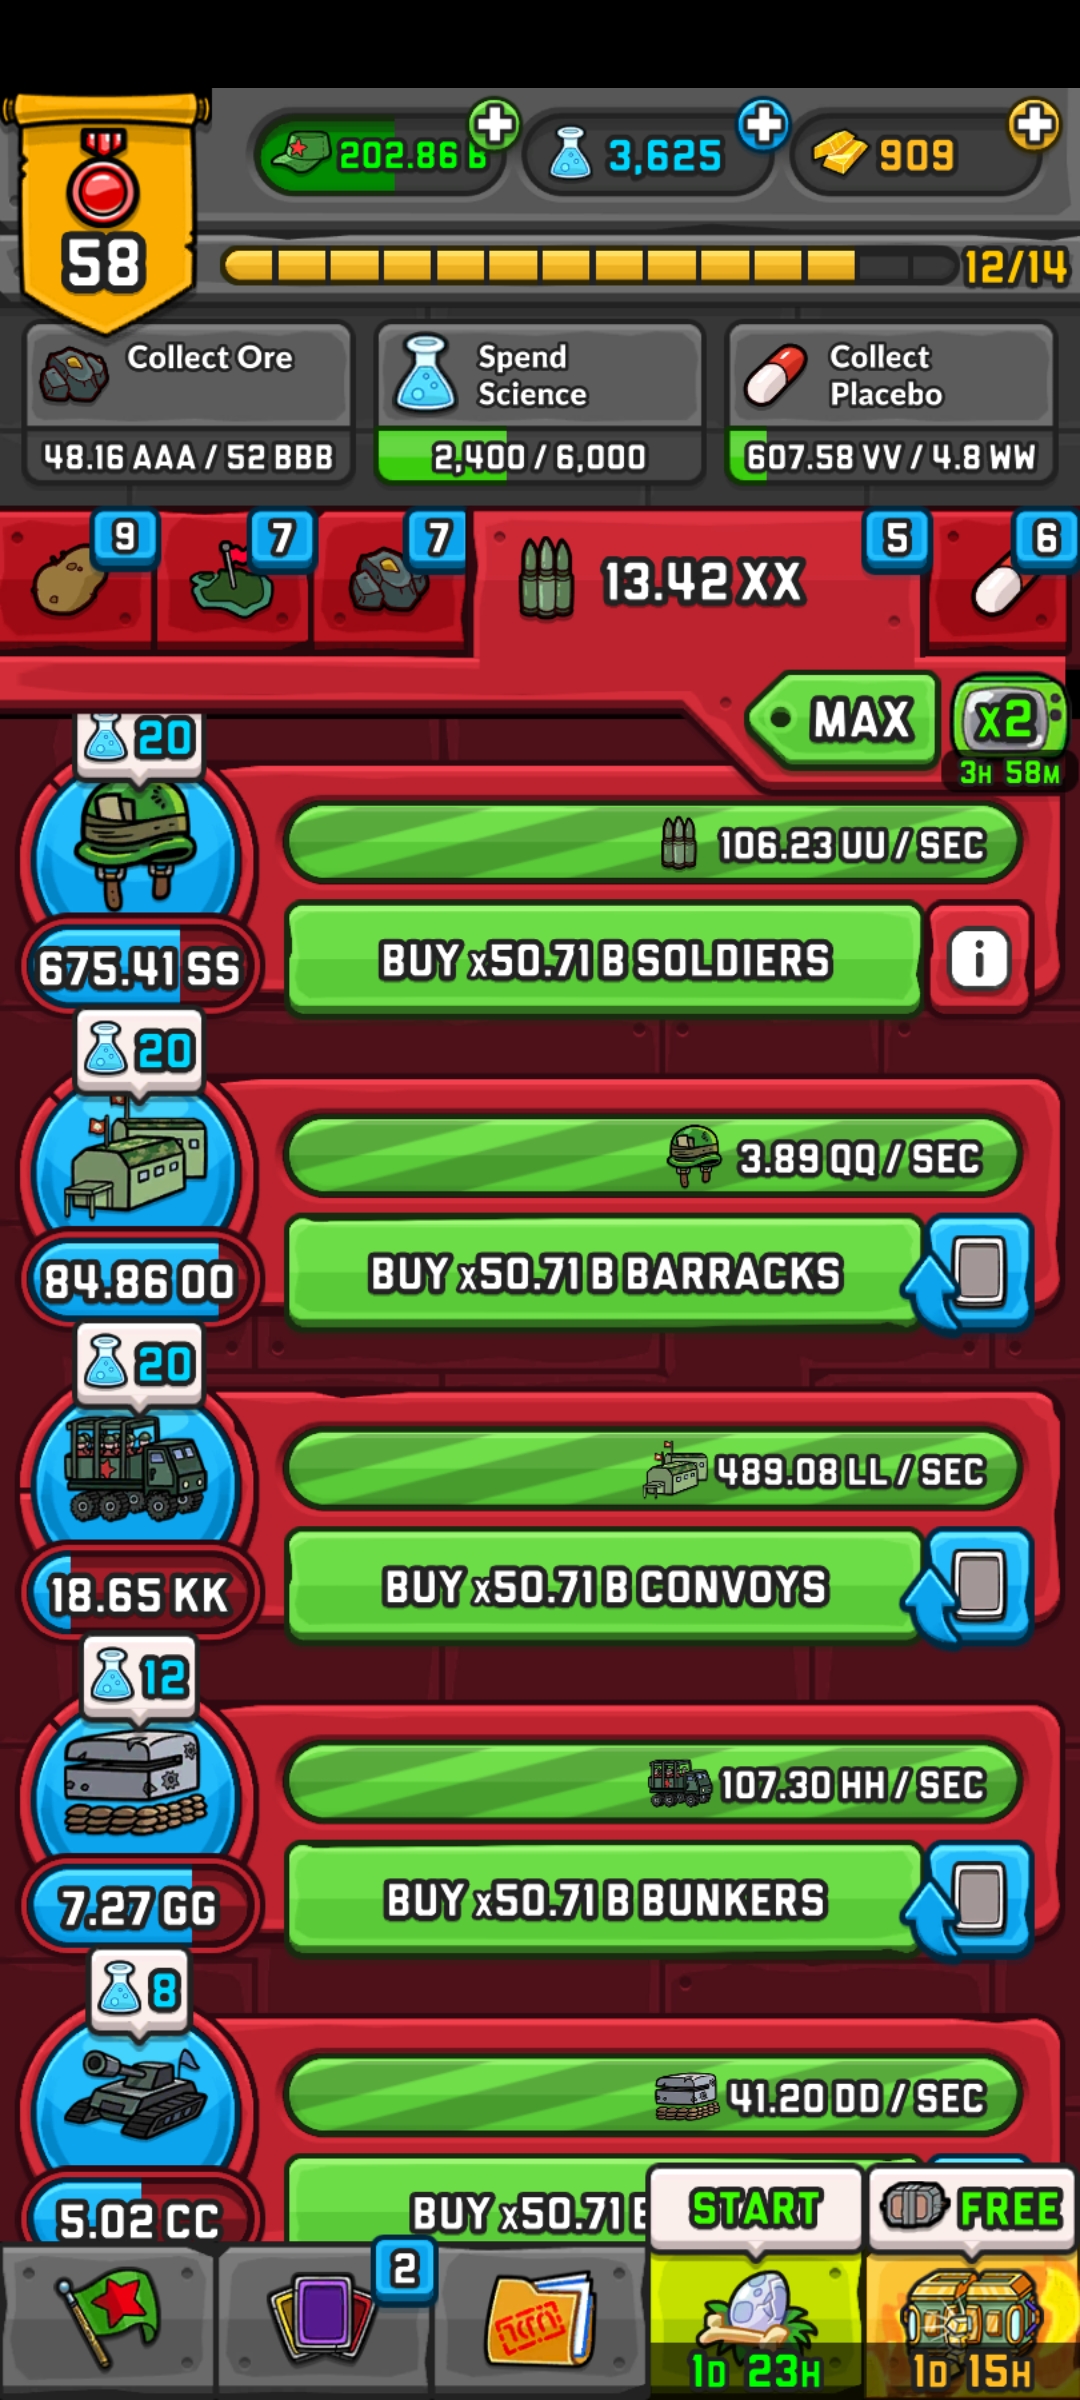 58
202.86 B
3,625
909
12/14
Collect Ore
48.16 AAA / 52 BBB
Spend
Science
2,400 / 6,000
Collect
Placebo
607.58 VV / 4.8 WW
9
7
7
13.42 XX
5
6
MAX
x2
3H 58M
20
106.23 UU / SEC
675.41 SS
BUY x50.71 B SOLDIERS
i
20
3.89 QQ / SEC
84.86 OO
BUY x50.71 B BARRACKS
20
489.08 LL / SEC
18.65 KK
BUY x50.71 B CONVOYS
12
107.30 HH / SEC
7.27 GG
BUY x50.71 B BUNKERS
8
41.20 DD / SEC
5.02 CC
BUY x50.71 B
START
FREE
2
1D 23H
1D 15H